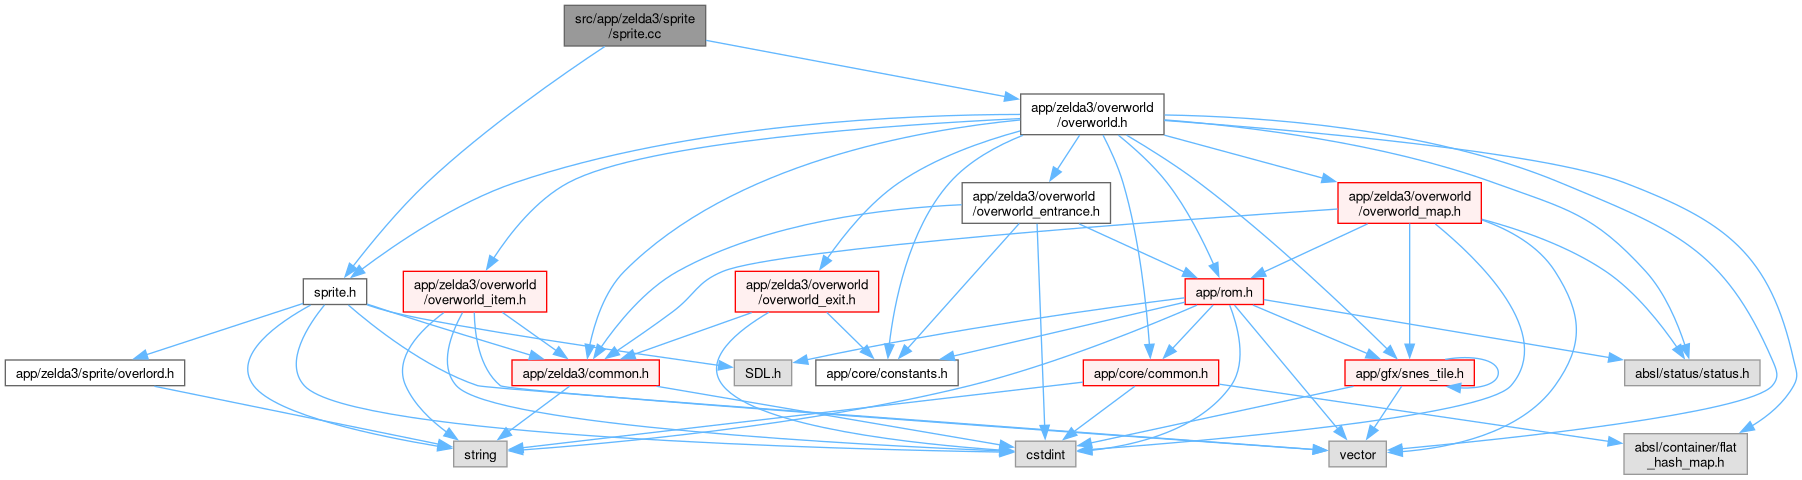 src/app/zelda3/sprite
/sprite.cc
app/zelda3/overworld
/overworld.h
app/zelda3/overworld
/overworld_entrance.h
app/zelda3/overworld
/overworld_map.h
sprite.h
app/zelda3/overworld
/overworld_item.h
app/zelda3/overworld
/overworld_exit.h
app/rom.h
app/zelda3/sprite/overlord.h
app/zelda3/common.h
SDL.h
app/core/constants.h
app/core/common.h
app/gfx/snes_tile.h
absl/status/status.h
string
cstdint
vector
absl/container/flat
_hash_map.h